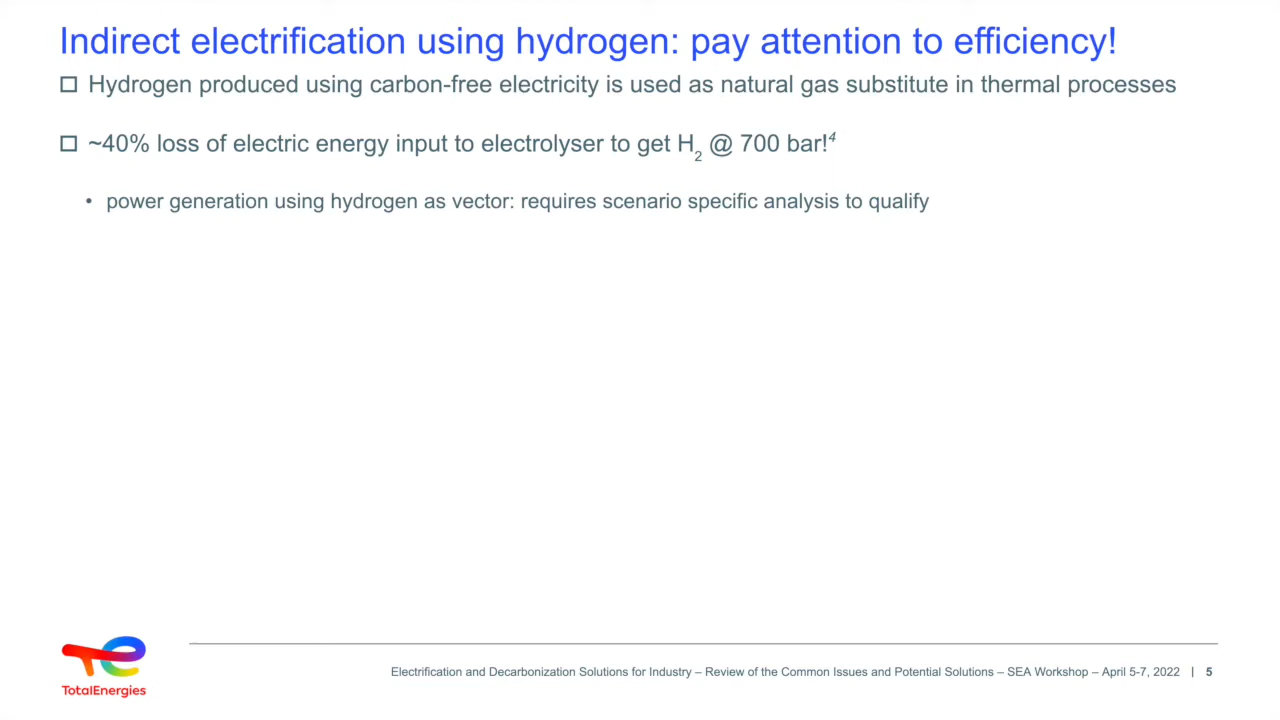 Indirect electrification using hydrogen: pay attention to efficiency!
Hydrogen produced using carbon-free electricity is used as natural gas substitute in thermal processes
~40% loss of electric energy input to electrolyser to get H₂ @ 700 bar!⁴
• power generation using hydrogen as vector: requires scenario specific analysis to qualify
TotalEnergies
Electrification and Decarbonization Solutions for Industry – Review of the Common Issues and Potential Solutions – SEA Workshop – April 5-7, 2022 | 5